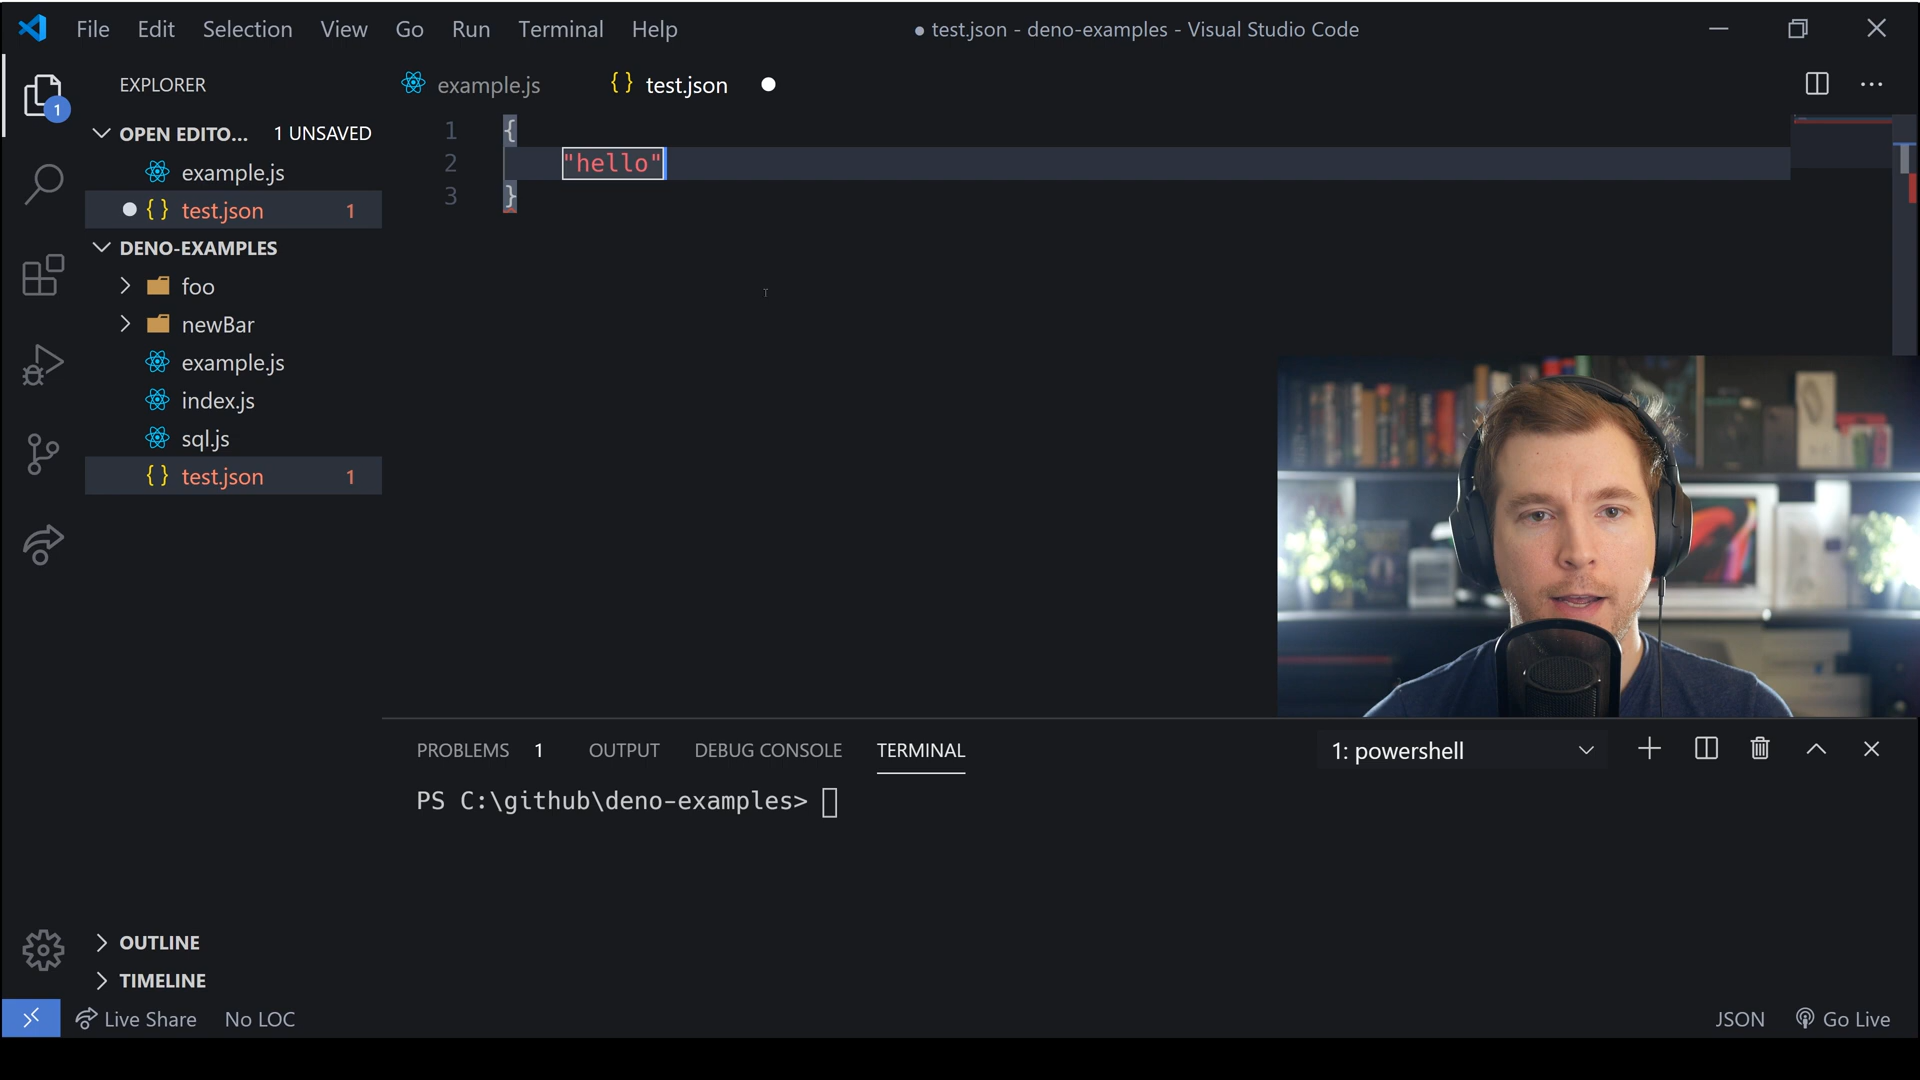 File Edit Selection View Go Run Terminal Help
● test.json - deno-examples - Visual Studio Code
EXPLORER
1
OPEN EDITO... 1 UNSAVED
example.js
{} test.json 1
DENO-EXAMPLES
foo
newBar
example.js
index.js
sql.js
{} test.json 1
OUTLINE
TIMELINE
example.js {} test.json ●
1 {
2 "hello"
3 }
PROBLEMS 1 OUTPUT DEBUG CONSOLE TERMINAL
1: powershell
PS C:\github\deno-examples>
Live Share No LOC
JSON Go Live